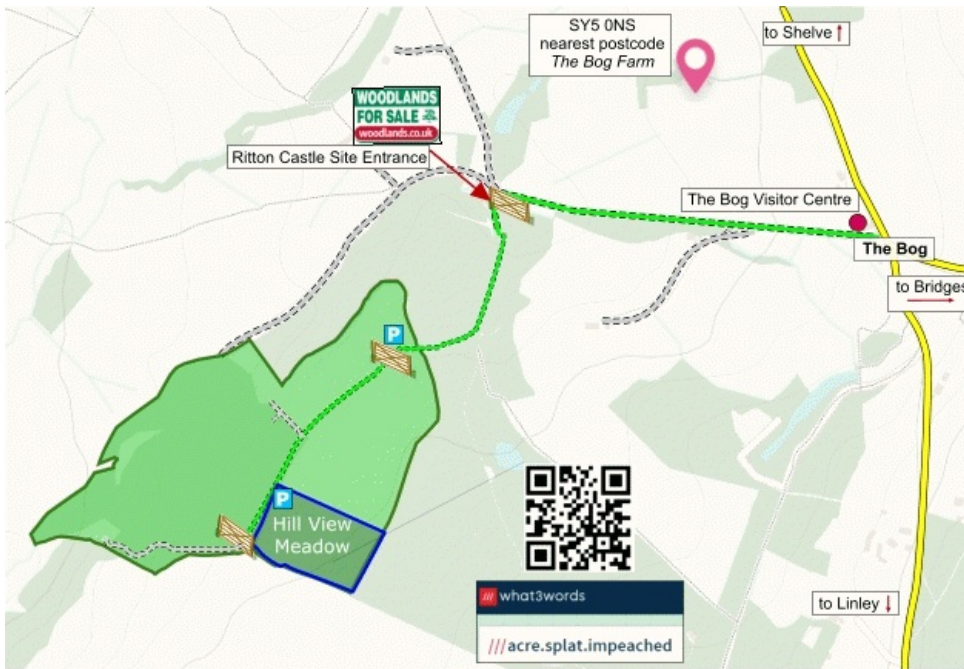 SY5 0NS
nearest postcode
The Bog Farm
to Shelve
WOODLANDS
FOR SALE
woodlands.co.uk
Ritton Castle Site Entrance
The Bog Visitor Centre
The Bog
to Bridges
P
P
Hill View
Meadow
what3words
///acre.splat.impeached
to Linley